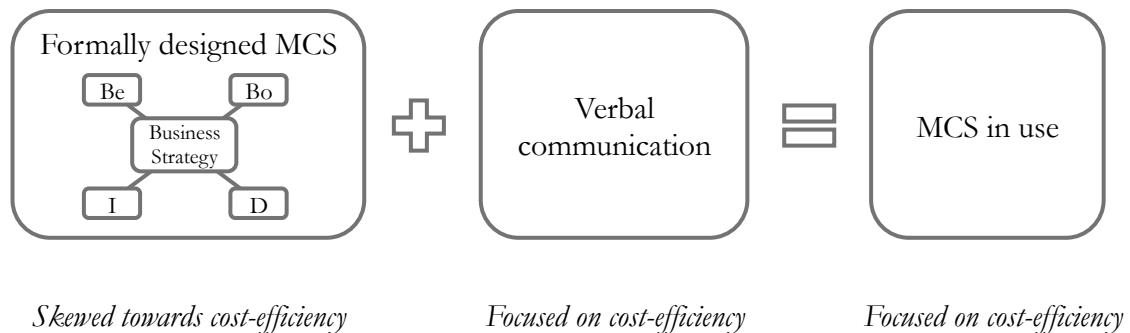 Formally designed MCS
Be
Bo
Business
Strategy
I
D
Verbal
communication
MCS in use
Skewed towards cost-efficiency
Focused on cost-efficiency
Focused on cost-efficiency